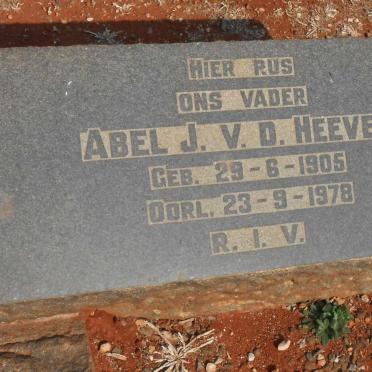 HIER RUS
ONS VADER
ABEL J. V. D. HEEVE
GEB. 29-6-1905
OORL. 23-9-1978
R. I. V.